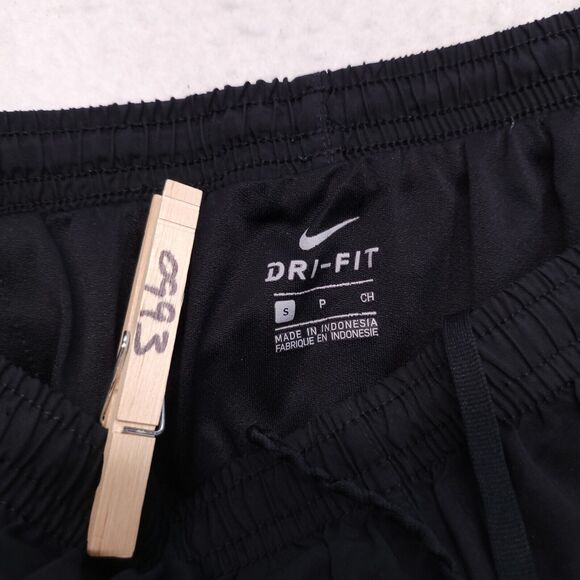 0993
DRI-FIT
S P CH
MADE IN INDONESIA
FABRIQUE EN INDONESIE